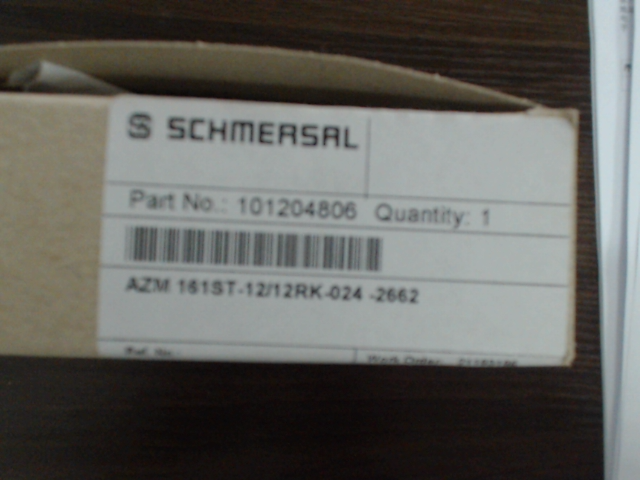 SCHMERSAL
Part No.: 101204806 Quantity: 1
AZM 161ST-12/12RK-024 -2662